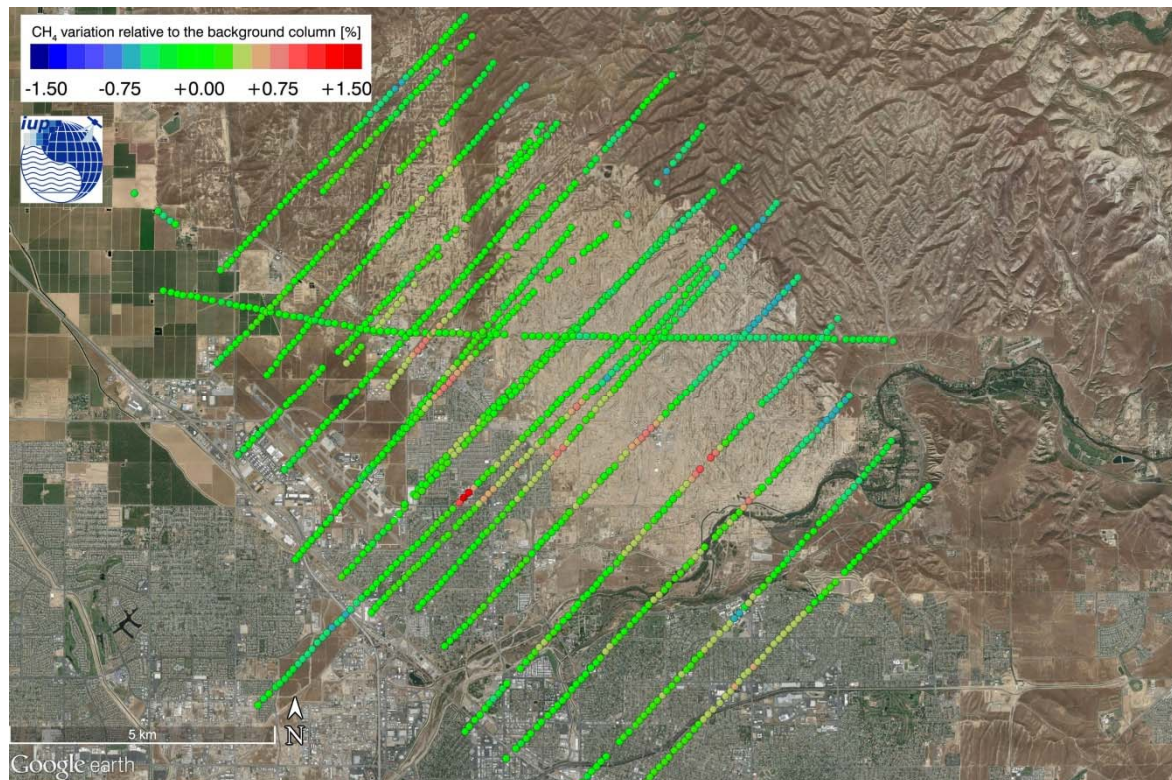 CH₄ variation relative to the background column [%]
-1.50 -0.75 +0.00 +0.75 +1.50
iup
5 km
N
Google earth